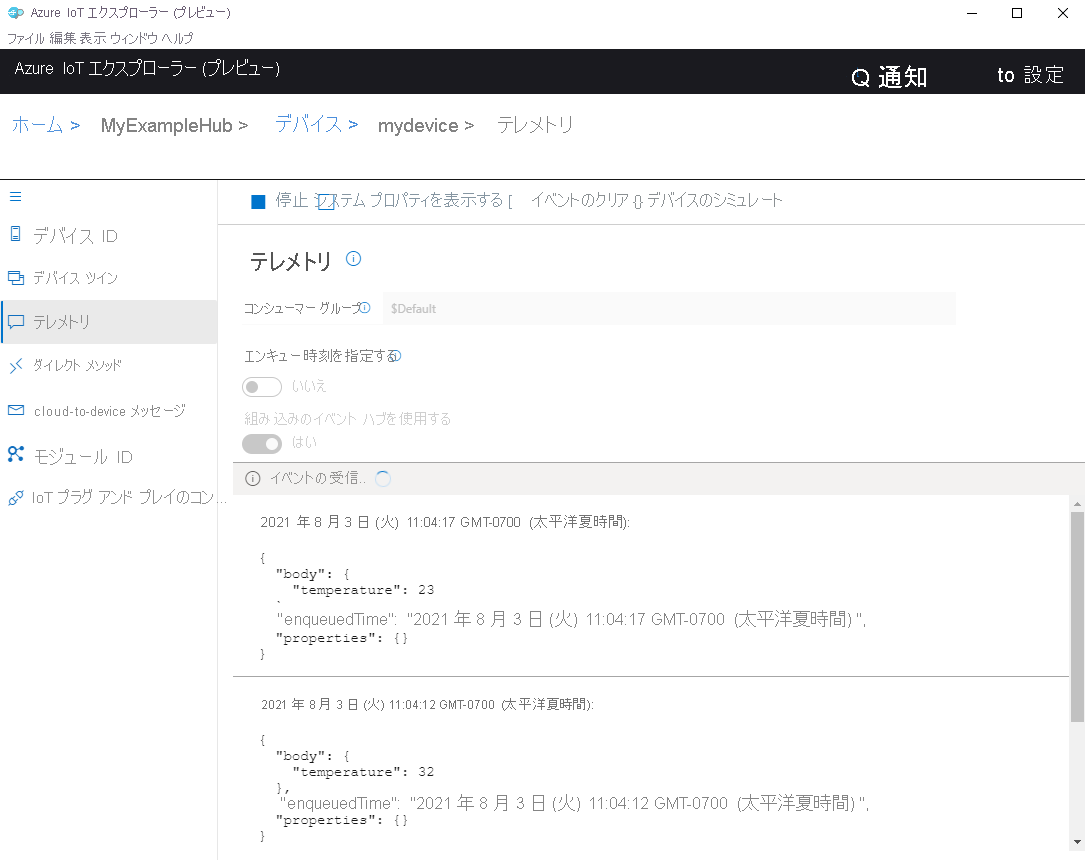 Azure IoT エクスプローラー (プレビュー)
ファイル 編集 表示 ウィンドウ ヘルプ
Azure IoT エクスプローラー (プレビュー)
通知
to 設定
ホーム > MyExampleHub > デバイス > mydevice > テレメトリ
停止 システム プロパティを表示する [ イベントのクリア {} デバイスのシミュレート
デバイス ID
デバイス ツイン
テレメトリ
ダイレクト メソッド
cloud-to-device メッセージ
モジュール ID
IoT プラグ アンド プレイのコン...
テレメトリ
コンシューマー グループ
$Default
エンキュー時刻を指定する
いいえ
組み込みのイベント ハブを使用する
はい
イベントの受信..
2021 年 8 月 3 日 (火) 11:04:17 GMT-0700 (太平洋夏時間):
{
"body": {
"temperature": 23
"enqueuedTime": "2021 年 8 月 3 日 (火) 11:04:17 GMT-0700 (太平洋夏時間) ",
"properties": {}
}
2021 年 8 月 3 日 (火) 11:04:12 GMT-0700 (太平洋夏時間):
{
"body": {
"temperature": 32
},
"enqueuedTime": "2021 年 8 月 3 日 (火) 11:04:12 GMT-0700 (太平洋夏時間) ",
"properties": {}
}